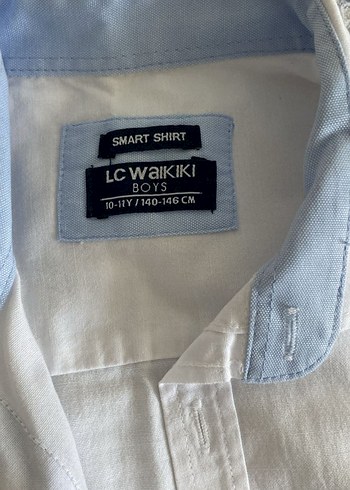 SMART SHIRT
LC WAIKIKI
BOYS
10-11Y / 140-146 CM